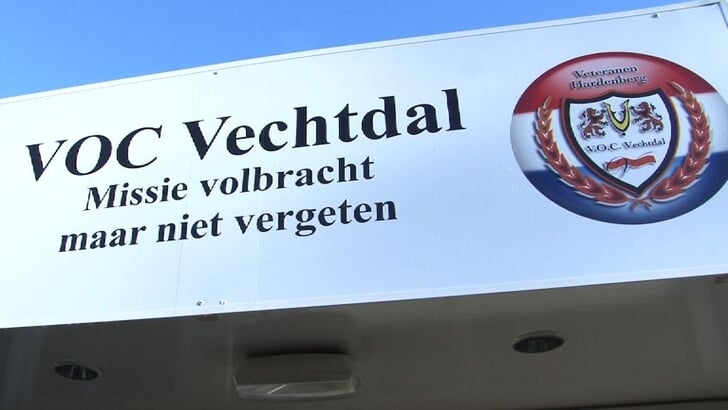 VOC Vechtdal
Missie volbracht
maar niet vergeten
Veteranen
Hardenberg
V
V.O.C. Vechtdal